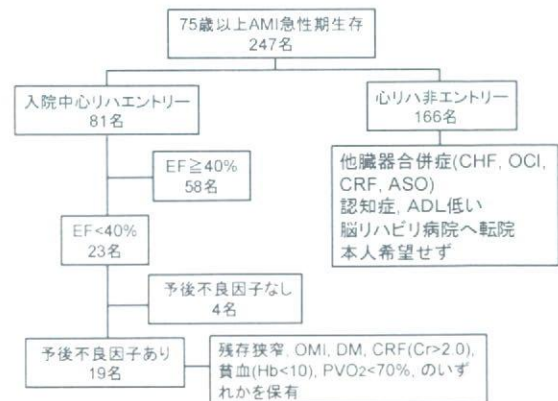 75歳以上AMI急性期生存
247名
入院中心リハエントリー
81名
心リハ非エントリー
166名
他臓器合併症(CHF, OCI,
CRF, ASO)
認知症, ADL低い
脳リハビリ病院へ転院
本人希望せず
EF≧40%
58名
EF<40%
23名
予後不良因子なし
4名
予後不良因子あり
19名
残存狭窄, OMI, DM, CRF(Cr>2.0),
貧血(Hb<10), PVO2<70%, のいず
れかを保有